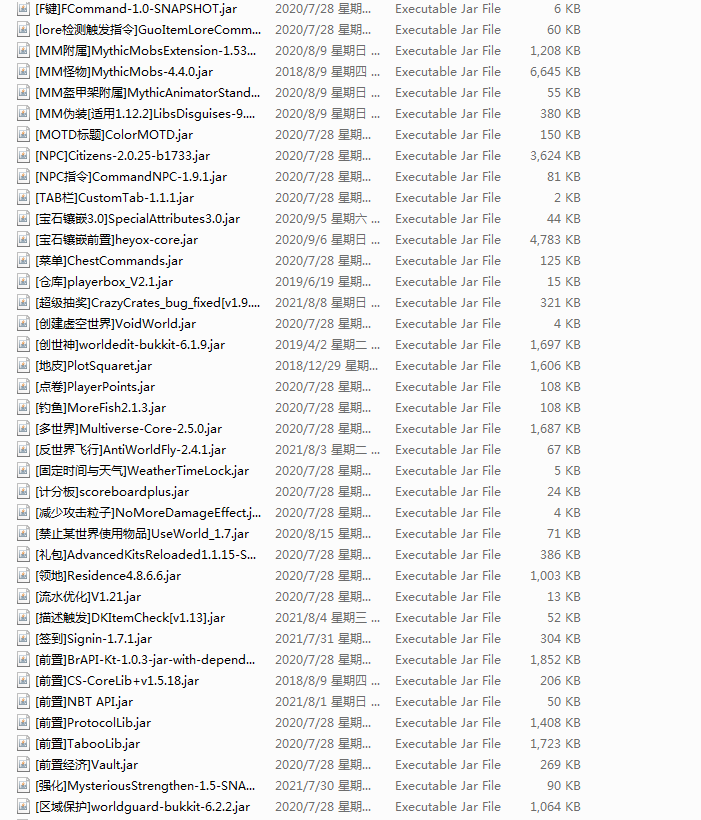 [F键]FCommand-1.0-SNAPSHOT.jar 2020/7/28 星期... Executable Jar File 6 KB
[lore检测触发指令]GuoItemLoreComm... 2020/7/28 星期... Executable Jar File 60 KB
[MM附属]MythicMobsExtension-1.53... 2020/8/9 星期日 ... Executable Jar File 1,208 KB
[MM怪物]MythicMobs-4.4.0.jar 2018/8/9 星期四 ... Executable Jar File 6,645 KB
[MM盔甲架附属]MythicAnimatorStand... 2020/8/9 星期日 ... Executable Jar File 55 KB
[MM伪装[适用1.12.2]LibsDisguises-9.... 2020/8/9 星期日 ... Executable Jar File 380 KB
[MOTD标题]ColorMOTD.jar 2020/7/28 星期... Executable Jar File 150 KB
[NPC]Citizens-2.0.25-b1733.jar 2020/7/28 星期... Executable Jar File 3,624 KB
[NPC指令]CommandNPC-1.9.1.jar 2020/7/28 星期... Executable Jar File 81 KB
[TAB栏]CustomTab-1.1.1.jar 2020/7/28 星期... Executable Jar File 2 KB
[宝石镶嵌3.0]SpecialAttributes3.0.jar 2020/9/5 星期六 ... Executable Jar File 44 KB
[宝石镶嵌前置]heyox-core.jar 2020/9/6 星期日 ... Executable Jar File 4,783 KB
[菜单]ChestCommands.jar 2020/7/28 星期... Executable Jar File 125 KB
[仓库]playerbox_V2.1.jar 2019/6/19 星期... Executable Jar File 15 KB
[超级抽奖]CrazyCrates_bug_fixed[v1.9.... 2021/8/8 星期日 ... Executable Jar File 321 KB
[创建虚空世界]VoidWorld.jar 2020/7/28 星期... Executable Jar File 4 KB
[创世神]worldedit-bukkit-6.1.9.jar 2019/4/2 星期二 ... Executable Jar File 1,697 KB
[地皮]PlotSquaret.jar 2018/12/29 星期... Executable Jar File 1,606 KB
[点卷]PlayerPoints.jar 2020/7/28 星期... Executable Jar File 108 KB
[钓鱼]MoreFish2.1.3.jar 2020/7/28 星期... Executable Jar File 108 KB
[多世界]Multiverse-Core-2.5.0.jar 2020/7/28 星期... Executable Jar File 1,687 KB
[反世界飞行]AntiWorldFly-2.4.1.jar 2021/8/3 星期二 ... Executable Jar File 67 KB
[固定时间与天气]WeatherTimeLock.jar 2020/7/28 星期... Executable Jar File 5 KB
[计分板]scoreboardplus.jar 2020/7/28 星期... Executable Jar File 24 KB
[减少攻击粒子]NoMoreDamageEffect.j... 2020/7/28 星期... Executable Jar File 4 KB
[禁止某世界使用物品]UseWorld_1.7.jar 2020/8/15 星期... Executable Jar File 71 KB
[礼包]AdvancedKitsReloaded1.1.15-S... 2020/7/28 星期... Executable Jar File 386 KB
[领地]Residence4.8.6.6.jar 2020/7/28 星期... Executable Jar File 1,003 KB
[流水优化]V1.21.jar 2020/7/28 星期... Executable Jar File 13 KB
[描述触发]DKItemCheck[v1.13].jar 2021/8/4 星期三 ... Executable Jar File 52 KB
[签到]Signin-1.7.1.jar 2021/7/31 星期... Executable Jar File 304 KB
[前置]BrAPI-Kt-1.0.3-jar-with-depend... 2020/7/28 星期... Executable Jar File 1,852 KB
[前置]CS-CoreLib+v1.5.18.jar 2018/8/9 星期四 ... Executable Jar File 206 KB
[前置]NBT API.jar 2021/8/1 星期日 ... Executable Jar File 50 KB
[前置]ProtocolLib.jar 2020/7/28 星期... Executable Jar File 1,408 KB
[前置]TabooLib.jar 2020/7/28 星期... Executable Jar File 1,723 KB
[前置经济]Vault.jar 2020/7/28 星期... Executable Jar File 269 KB
[强化]MysteriousStrengthen-1.5-SNA... 2021/7/30 星期... Executable Jar File 90 KB
[区域保护]worldguard-bukkit-6.2.2.jar 2020/7/28 星期... Executable Jar File 1,064 KB